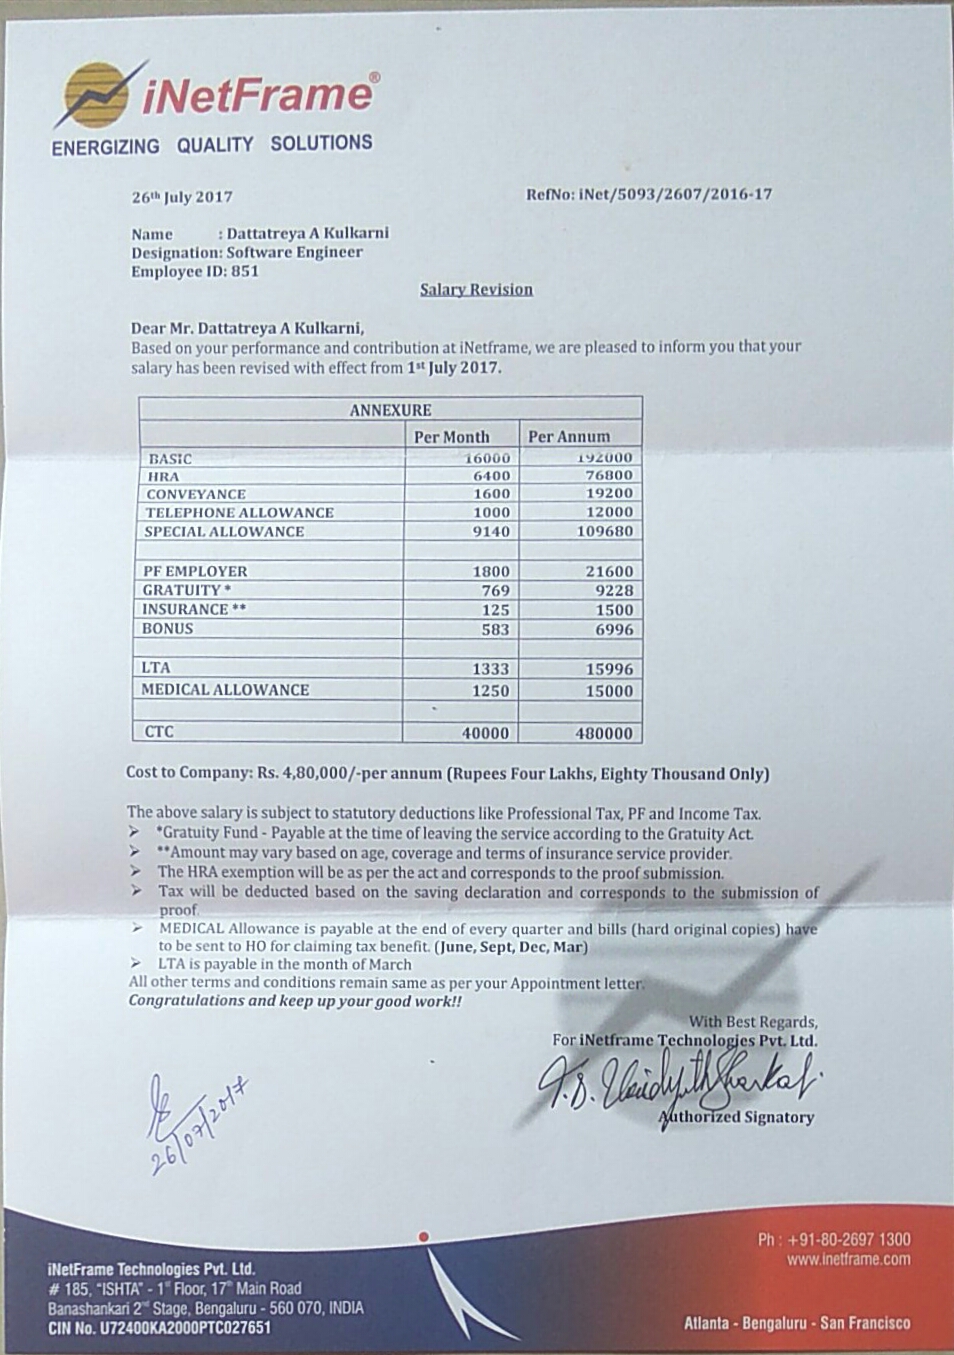 iNetFrame®
ENERGIZING QUALITY SOLUTIONS
26th July 2017 RefNo: iNet/5093/2607/2016-17
Name : Dattatreya A Kulkarni
Designation: Software Engineer
Employee ID: 851
Salary Revision
Dear Mr. Dattatreya A Kulkarni,
Based on your performance and contribution at iNetframe, we are pleased to inform you that your
salary has been revised with effect from 1st July 2017.
ANNEXURE
Per Month Per Annum
BASIC 16000 192000
HRA 6400 76800
CONVEYANCE 1600 19200
TELEPHONE ALLOWANCE 1000 12000
SPECIAL ALLOWANCE 9140 109680
PF EMPLOYER 1800 21600
GRATUITY * 769 9228
INSURANCE ** 125 1500
BONUS 583 6996
LTA 1333 15996
MEDICAL ALLOWANCE 1250 15000
CTC 40000 480000
Cost to Company: Rs. 4,80,000/-per annum (Rupees Four Lakhs, Eighty Thousand Only)
The above salary is subject to statutory deductions like Professional Tax, PF and Income Tax.
➢ *Gratuity Fund - Payable at the time of leaving the service according to the Gratuity Act.
➢ **Amount may vary based on age, coverage and terms of insurance service provider.
➢ The HRA exemption will be as per the act and corresponds to the proof submission.
➢ Tax will be deducted based on the saving declaration and corresponds to the submission of
proof.
➢ MEDICAL Allowance is payable at the end of every quarter and bills (hard original copies) have
to be sent to HO for claiming tax benefit. (June, Sept, Dec, Mar)
➢ LTA is payable in the month of March
All other terms and conditions remain same as per your Appointment letter.
Congratulations and keep up your good work!!
With Best Regards,
For iNetframe Technologies Pvt. Ltd.
Authorized Signatory
26/07/2017
Ph : +91-80-2697 1300
www.inetframe.com
iNetFrame Technologies Pvt. Ltd.
# 185, "ISHTA" - 1st Floor, 17th Main Road
Banashankari 2nd Stage, Bengaluru - 560 070, INDIA
CIN No. U72400KA2000PTC027651
Atlanta - Bengaluru - San Francisco